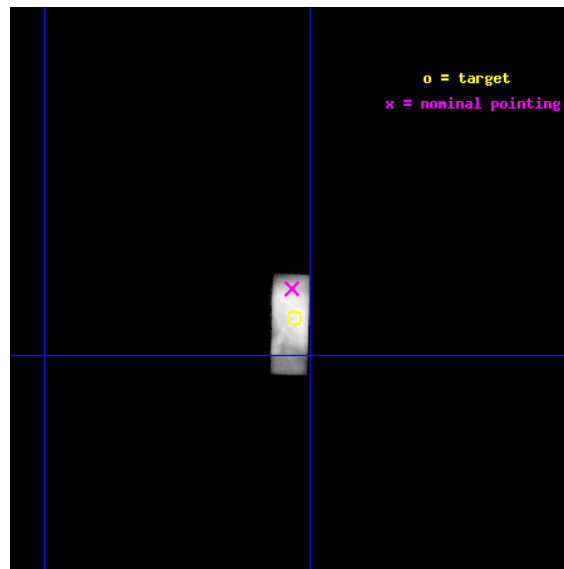 o = target
x = nominal pointing